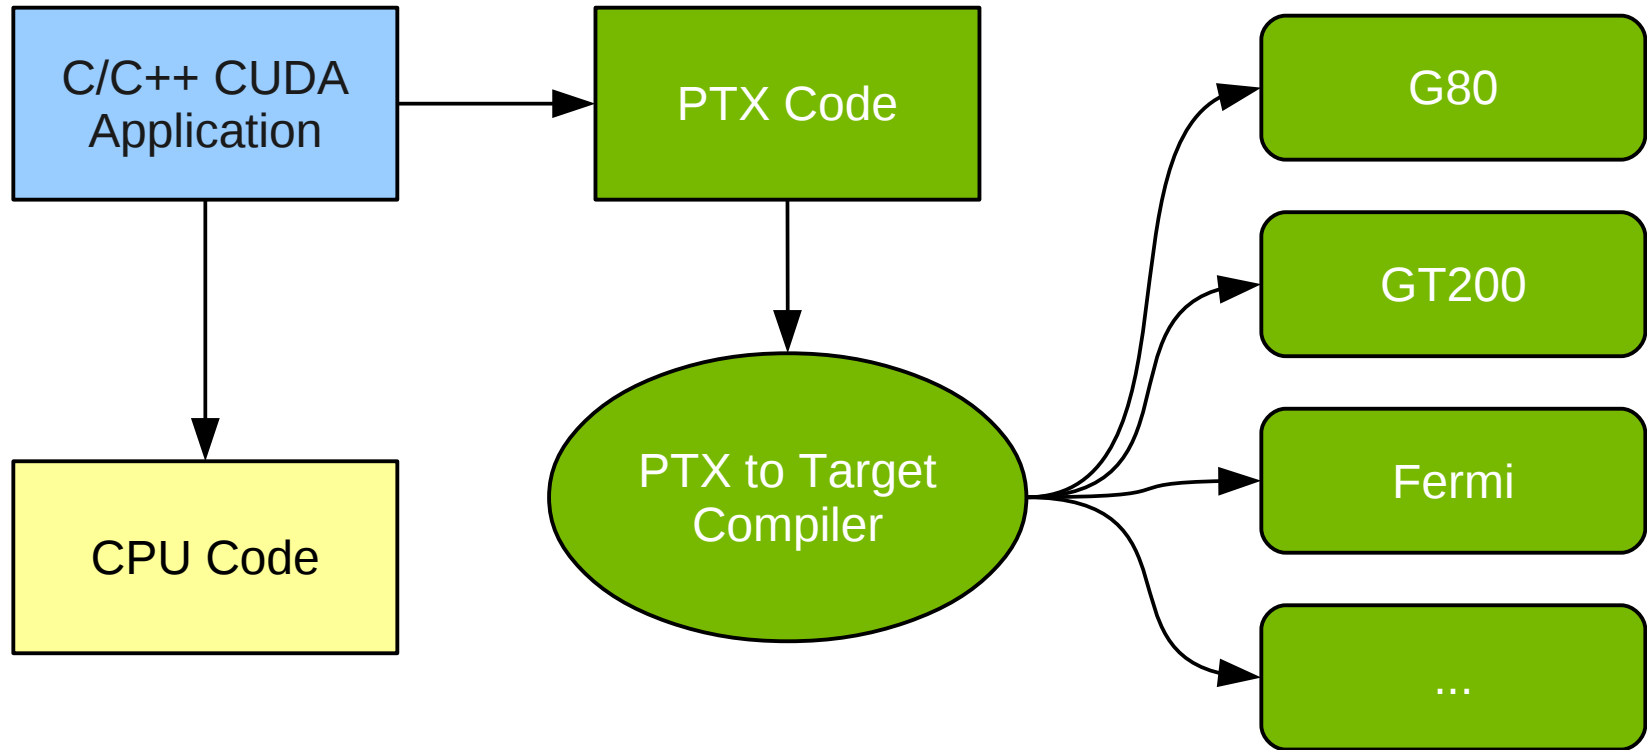 C/C++ CUDA
Application
PTX Code
G80
GT200
PTX to Target
Compiler
Fermi
CPU Code
...